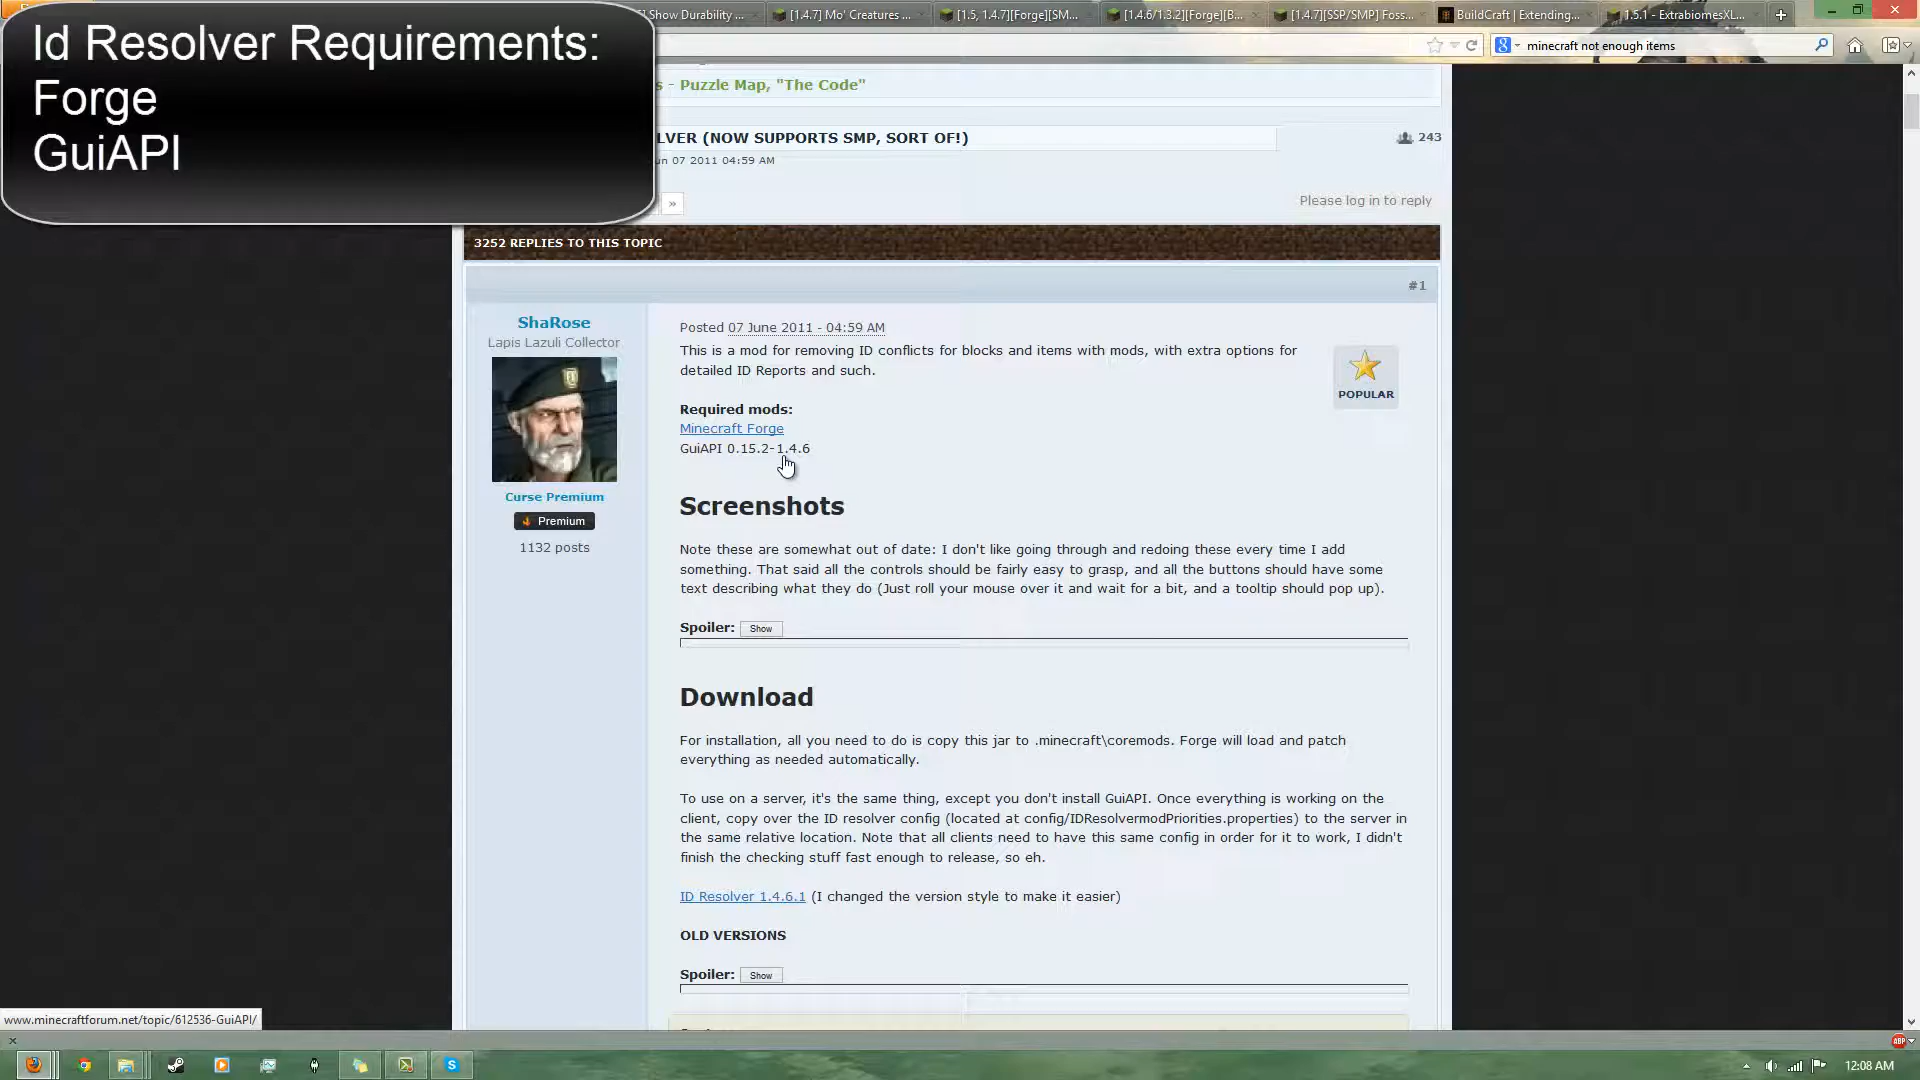 Id Resolver Requirements:
Forge
GuiAPI
] Show Durability ...
[1.4.7] Mo' Creatures ...
[1.5, 1.4.7][Forge][SM...
[1.4.6/1.3.2][Forge][B...
[1.4.7][SSP/SMP] Foss...
BuildCraft | Extending...
1.5.1 - ExtrabiomesXL...
minecraft not enough items
s - Puzzle Map, "The Code"
LVER (NOW SUPPORTS SMP, SORT OF!)
243
un 07 2011 04:59 AM
»
Please log in to reply
3252 REPLIES TO THIS TOPIC
#1
ShaRose
Lapis Lazuli Collector
Curse Premium
Premium
1132 posts
Posted 07 June 2011 - 04:59 AM
This is a mod for removing ID conflicts for blocks and items with mods, with extra options for
detailed ID Reports and such.
POPULAR
Required mods:
Minecraft Forge
GuiAPI 0.15.2-1.4.6
Screenshots
Note these are somewhat out of date: I don't like going through and redoing these every time I add
something. That said all the controls should be fairly easy to grasp, and all the buttons should have some
text describing what they do (Just roll your mouse over it and wait for a bit, and a tooltip should pop up).
Spoiler: Show
Download
For installation, all you need to do is copy this jar to .minecraft\coremods. Forge will load and patch
everything as needed automatically.
To use on a server, it's the same thing, except you don't install GuiAPI. Once everything is working on the
client, copy over the ID resolver config (located at config/IDResolvermodPriorities.properties) to the server in
the same relative location. Note that all clients need to have this same config in order for it to work, I didn't
finish the checking stuff fast enough to release, so eh.
ID Resolver 1.4.6.1 (I changed the version style to make it easier)
OLD VERSIONS
Spoiler: Show
www.minecraftforum.net/topic/612536-GuiAPI/
ABP
12:08 AM